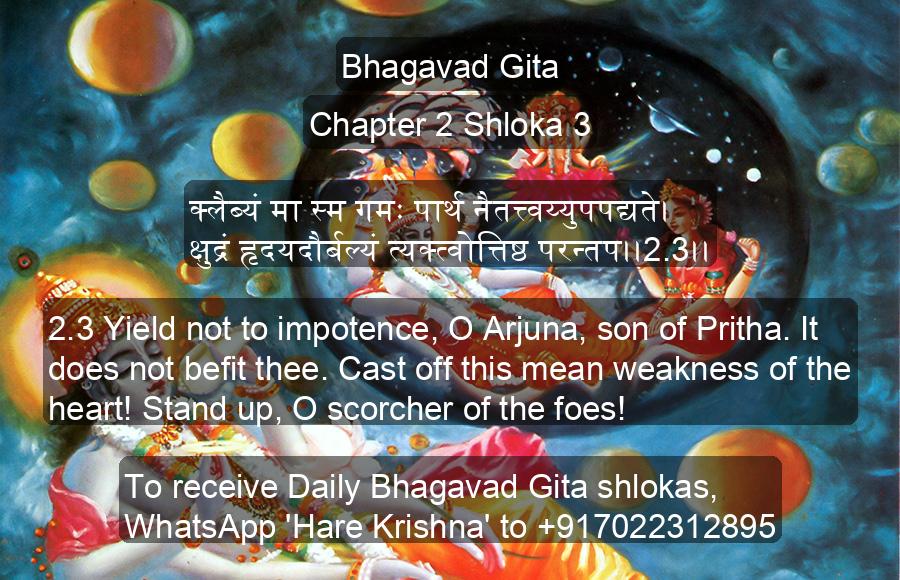 Bhagavad Gita
Chapter 2 Shloka 3
क्लैब्यं मा स्म गमः पार्थ नैतत्त्वय्युपपद्यते।
क्षुद्रं हृदयदौर्बल्यं त्यक्त्वोत्तिष्ठ परन्तप।।2.3।।
2.3 Yield not to impotence, O Arjuna, son of Pritha. It
does not befit thee. Cast off this mean weakness of the
heart! Stand up, O scorcher of the foes!
To receive Daily Bhagavad Gita shlokas,
WhatsApp 'Hare Krishna' to +917022312895